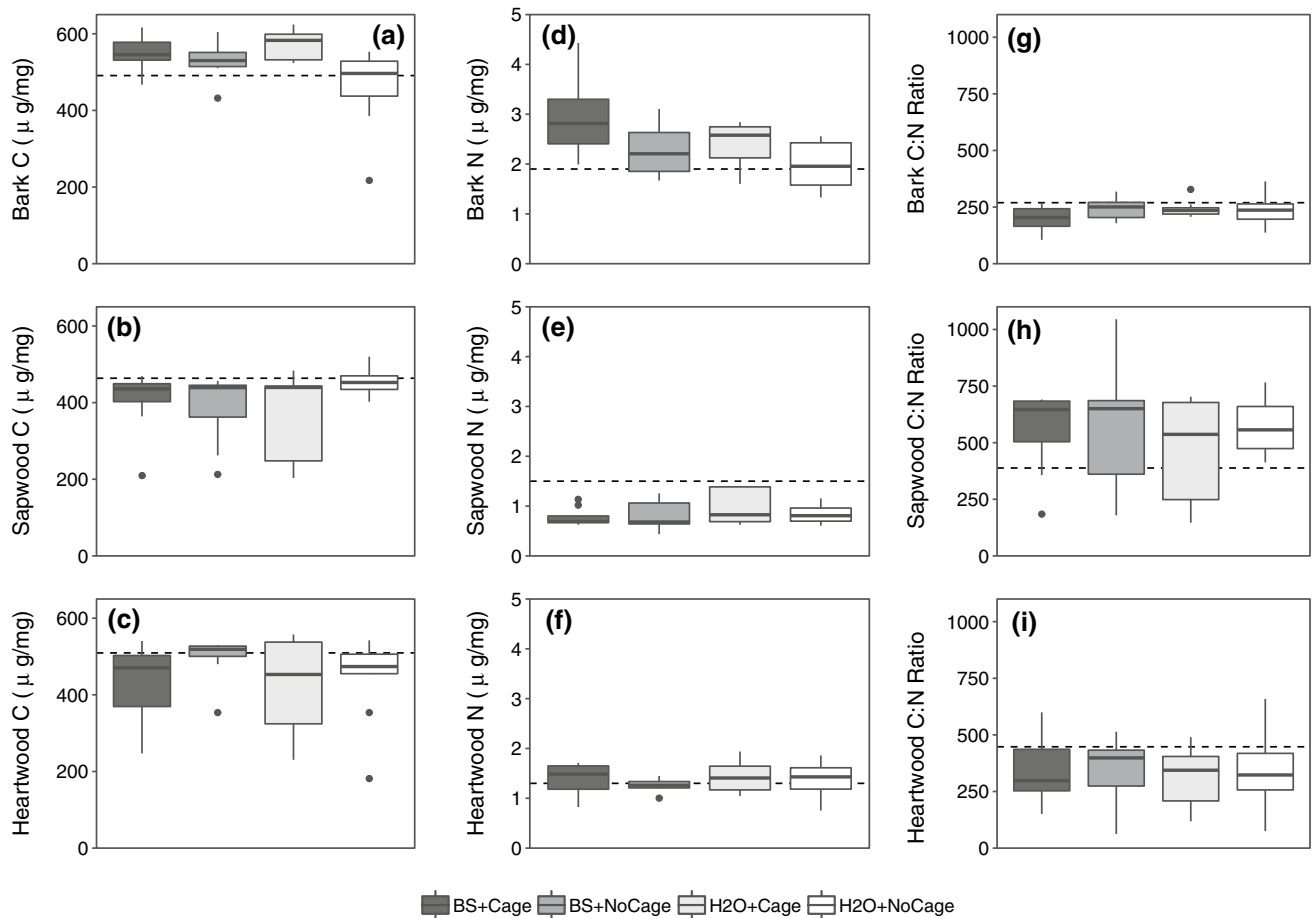 (a)
Bark C ( μ g/mg)
600
400
200
0
(d)
Bark N ( μ g/mg)
5
4
3
2
1
0
(g)
Bark C:N Ratio
1000
750
500
250
0
(b)
Sapwood C ( μ g/mg)
600
400
200
0
(e)
Sapwood N ( μ g/mg)
5
4
3
2
1
0
(h)
Sapwood C:N Ratio
1000
750
500
250
0
(c)
Heartwood C ( μ g/mg)
600
400
200
0
(f)
Heartwood N ( μ g/mg)
5
4
3
2
1
0
(i)
Heartwood C:N Ratio
1000
750
500
250
0
BS+Cage BS+NoCage H2O+Cage H2O+NoCage